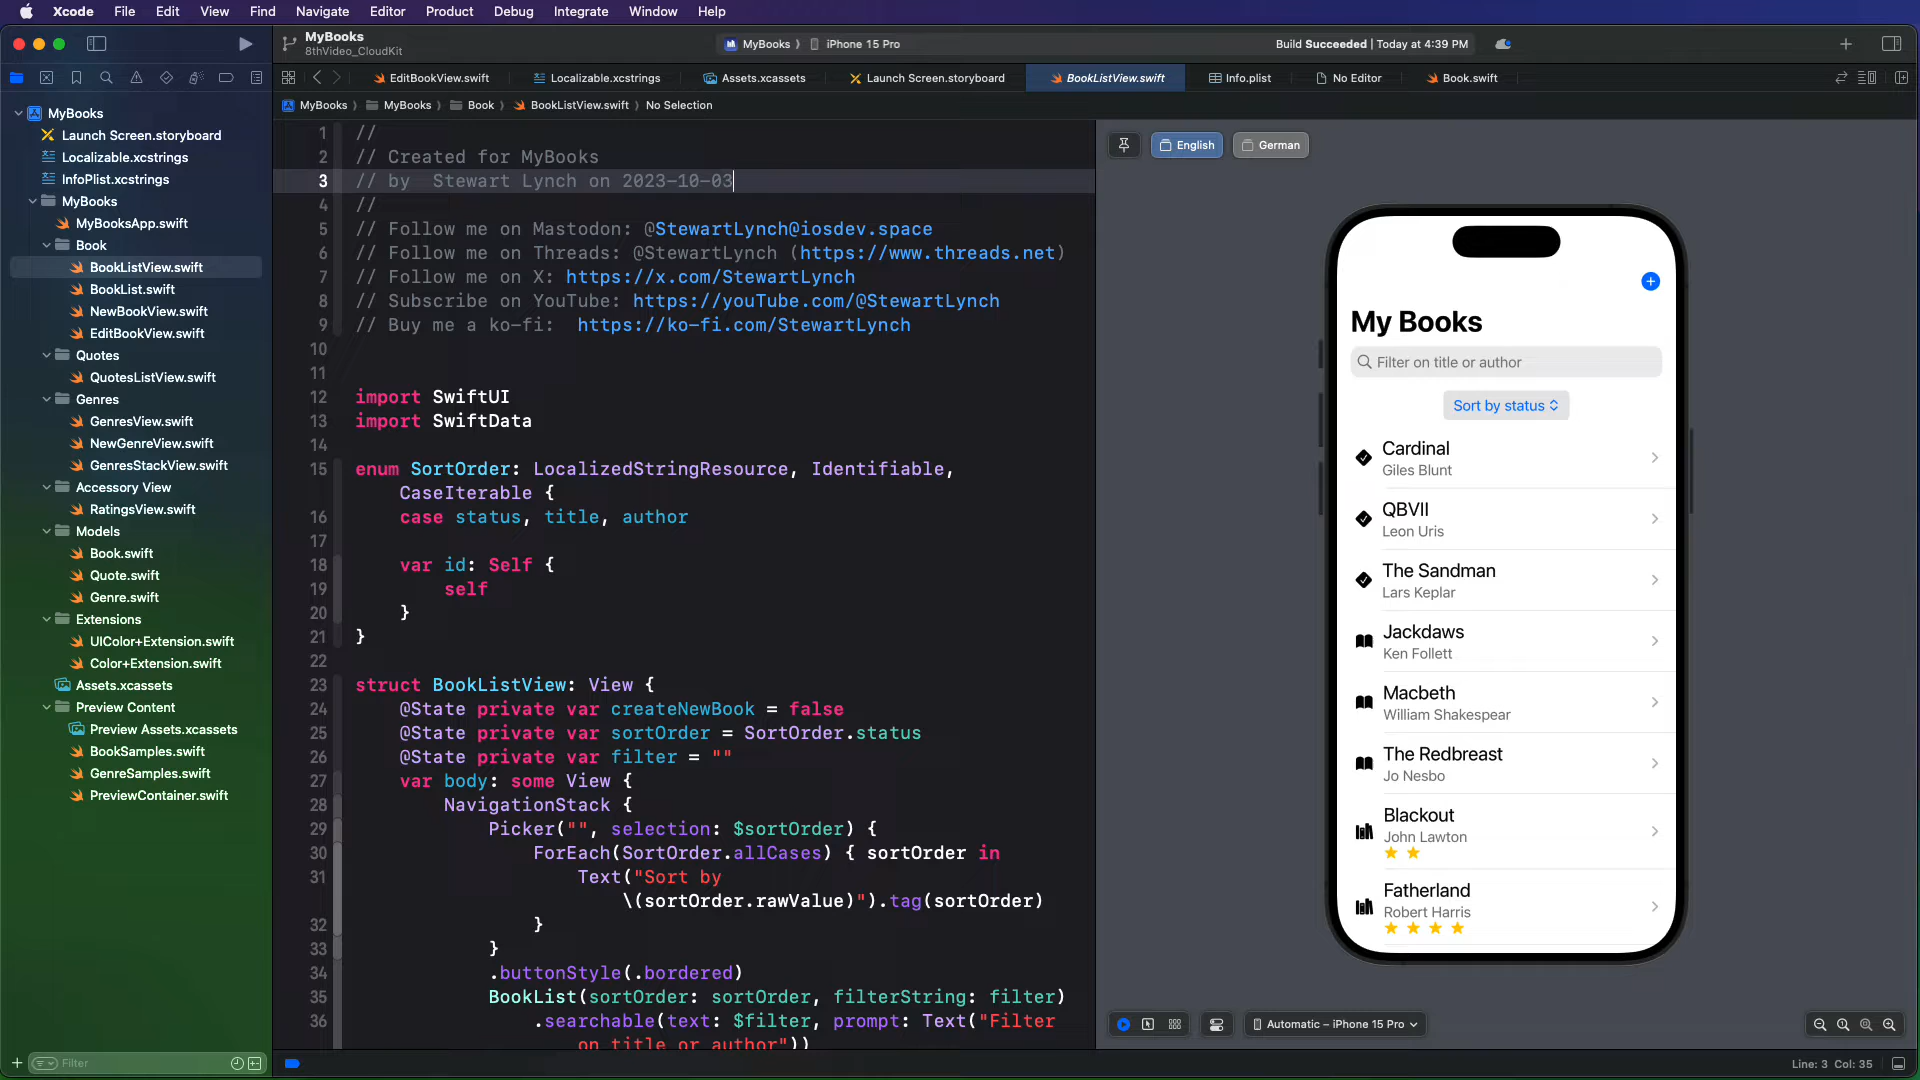 Xcode File Edit View Find Navigate Editor Product Debug Integrate Window Help
MyBooks
8thVideo_CloudKit
MyBooks iPhone 15 Pro
Build Succeeded | Today at 4:39 PM
EditBookView.swift Localizable.xcstrings Assets.xcassets Launch Screen.storyboard BookListView.swift Info.plist No Editor Book.swift
MyBooks MyBooks Book BookListView.swift No Selection
MyBooks
Launch Screen.storyboard
Localizable.xcstrings
InfoPlist.xcstrings
MyBooks
MyBooksApp.swift
Book
BookListView.swift
BookList.swift
NewBookView.swift
EditBookView.swift
Quotes
QuotesListView.swift
Genres
GenresView.swift
NewGenreView.swift
GenresStackView.swift
Accessory View
RatingsView.swift
Models
Book.swift
Quote.swift
Genre.swift
Extensions
UIColor+Extension.swift
Color+Extension.swift
Assets.xcassets
Preview Content
Preview Assets.xcassets
BookSamples.swift
GenreSamples.swift
PreviewContainer.swift
Filter
1 //
2 // Created for MyBooks
3 // by  Stewart Lynch on 2023-10-03
4 //
5 // Follow me on Mastodon: @StewartLynch@iosdev.space
6 // Follow me on Threads: @StewartLynch (https://www.threads.net)
7 // Follow me on X: https://x.com/StewartLynch
8 // Subscribe on YouTube: https://youTube.com/@StewartLynch
9 // Buy me a ko-fi:  https://ko-fi.com/StewartLynch
10
11
12 import SwiftUI
13 import SwiftData
14
15 enum SortOrder: LocalizedStringResource, Identifiable,
CaseIterable {
16 case status, title, author
17
18 var id: Self {
19 self
20 }
21 }
22
23 struct BookListView: View {
24 @State private var createNewBook = false
25 @State private var sortOrder = SortOrder.status
26 @State private var filter = ""
27 var body: some View {
28 NavigationStack {
29 Picker("", selection: $sortOrder) {
30 ForEach(SortOrder.allCases) { sortOrder in
31 Text("Sort by
\(sortOrder.rawValue)").tag(sortOrder)
32 }
33 }
34 .buttonStyle(.bordered)
35 BookList(sortOrder: sortOrder, filterString: filter)
36 .searchable(text: $filter, prompt: Text("Filter
on title or author"))
English German
My Books
Filter on title or author
Sort by status
Cardinal
Giles Blunt
QBVII
Leon Uris
The Sandman
Lars Keplar
Jackdaws
Ken Follett
Macbeth
William Shakespear
The Redbreast
Jo Nesbo
Blackout
John Lawton
Fatherland
Robert Harris
Automatic – iPhone 15 Pro
Line: 3 Col: 35